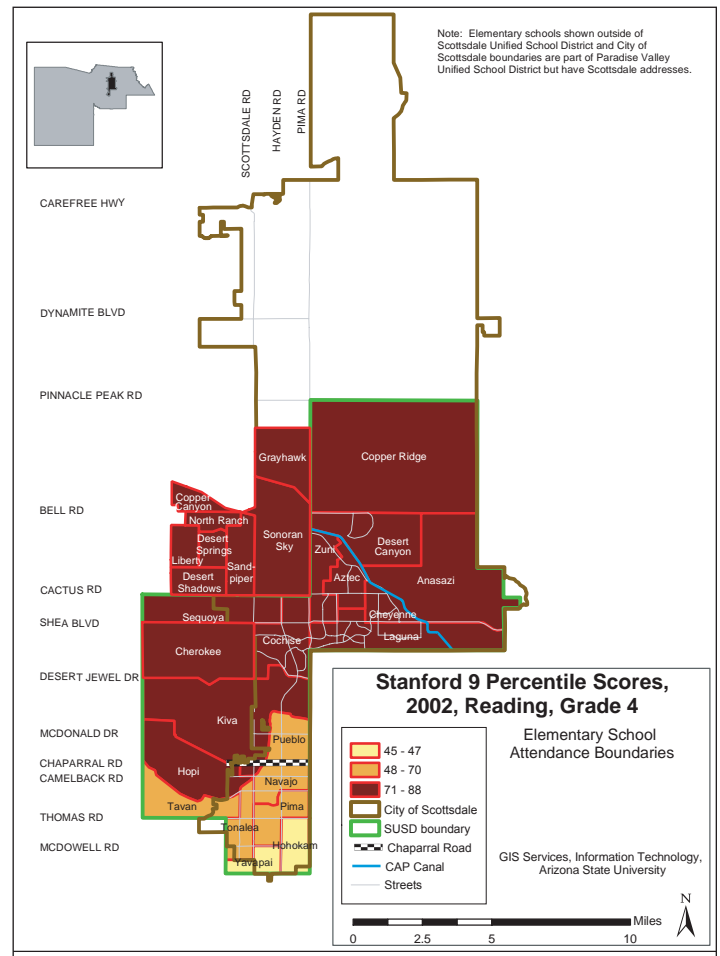 Note: Elementary schools shown outside of
Scottsdale Unified School District and City of
Scottsdale boundaries are part of Paradise Valley
Unified School District but have Scottsdale addresses.
SCOTTSDALE RD
HAYDEN RD
PIMA RD
CAREFREE HWY
DYNAMITE BLVD
PINNACLE PEAK RD
BELL RD
CACTUS RD
SHEA BLVD
DESERT JEWEL DR
MCDONALD DR
CHAPARRAL RD
CAMELBACK RD
THOMAS RD
MCDOWELL RD
Grayhawk
Copper Ridge
Copper
Canyon
North Ranch
Desert
Springs
Liberty
Desert
Shadows
Sand-
piper
Sonoran
Sky
Zuni
Desert
Canyon
Aztec
Anasazi
Cheyenne
Laguna
Sequoya
Cochise
Cherokee
Kiva
Pueblo
Hopi
Navajo
Tavan
Pima
Tonalea
Hohokam
Yavapai
Stanford 9 Percentile Scores,
2002, Reading, Grade 4
Elementary School
Attendance Boundaries
45 - 47
48 - 70
71 - 88
City of Scottsdale
SUSD boundary
Chaparral Road
CAP Canal
Streets
GIS Services, Information Technology,
Arizona State University
N
Miles
0 2.5 5 10